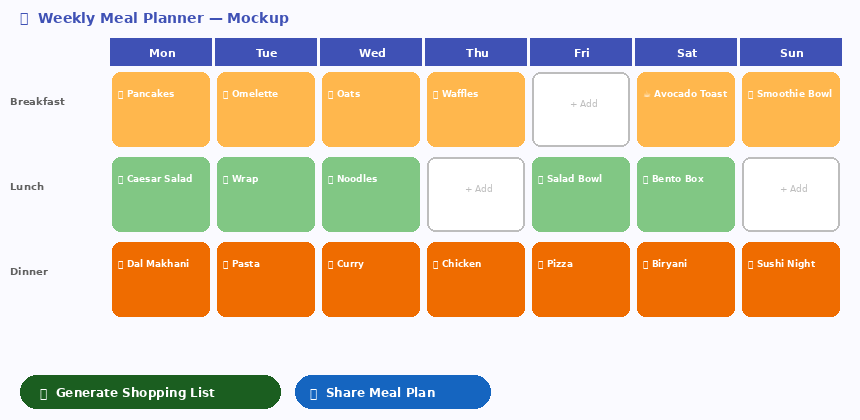 Weekly Meal Planner — Mockup
Mon Tue Wed Thu Fri Sat Sun
Breakfast Pancakes Omelette Oats Waffles + Add Avocado Toast Smoothie Bowl
Lunch Caesar Salad Wrap Noodles + Add Salad Bowl Bento Box + Add
Dinner Dal Makhani Pasta Curry Chicken Pizza Biryani Sushi Night
Generate Shopping List Share Meal Plan